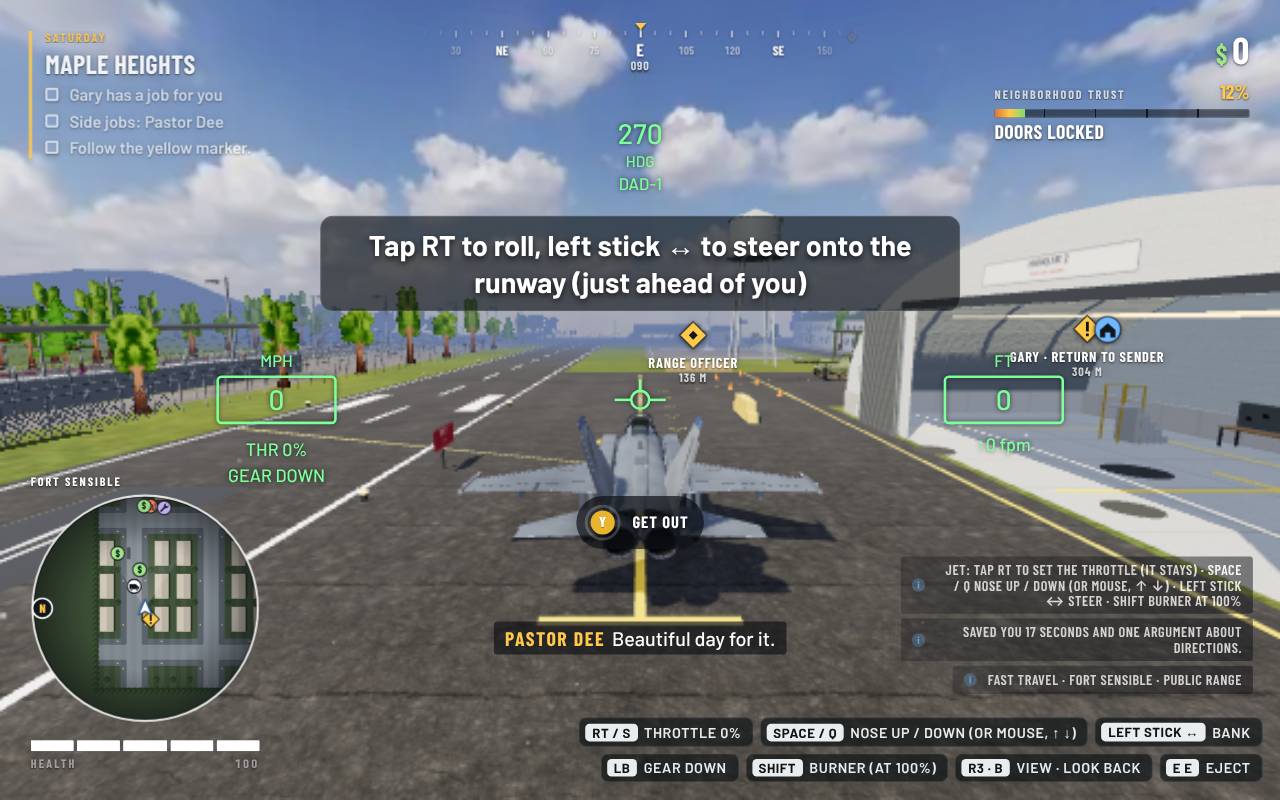 SATURDAY
MAPLE HEIGHTS
Gary has a job for you
Side jobs: Pastor Dee
Follow the yellow marker.
30 NE 60 75 E 105 120 SE 150
090
$0
NEIGHBORHOOD TRUST 12%
DOORS LOCKED
270
HDG
DAD-1
Tap RT to roll, left stick ↔ to steer onto the
runway (just ahead of you)
RANGE OFFICER
136 M
GARY · RETURN TO SENDER
304 M
MPH
0
THR 0%
GEAR DOWN
FT
0
0 fpm
FORT SENSIBLE
N
Y GET OUT
PASTOR DEE Beautiful day for it.
JET: TAP RT TO SET THE THROTTLE (IT STAYS) · SPACE
/ Q NOSE UP / DOWN (OR MOUSE, ↑ ↓) · LEFT STICK
↔ STEER · SHIFT BURNER AT 100%
SAVED YOU 17 SECONDS AND ONE ARGUMENT ABOUT
DIRECTIONS.
FAST TRAVEL · FORT SENSIBLE · PUBLIC RANGE
HEALTH 100
RT / S THROTTLE 0% SPACE / Q NOSE UP / DOWN (OR MOUSE, ↑ ↓) LEFT STICK ↔ BANK
LB GEAR DOWN SHIFT BURNER (AT 100%) R3 · B VIEW · LOOK BACK E E EJECT